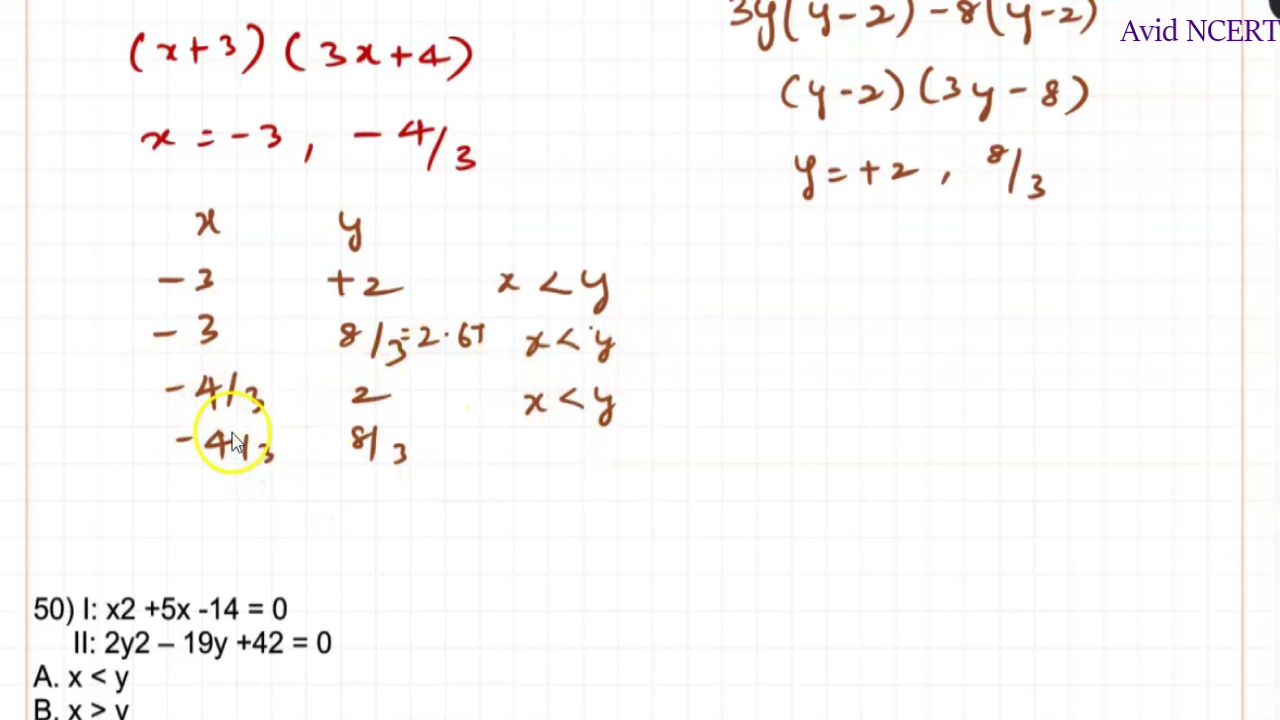 3y(y-2) -8(y-2)
Avid NCERT
(x+3) (3x+4)
(y-2)(3y-8)
x = -3, -4/3
y = +2, 8/3
x y
-3 +2 x < y
-3 8/3=2.67 x < y
-4/3 2 x < y
-4/3 8/3
50) I: x2 +5x -14 = 0
II: 2y2 – 19y +42 = 0
A. x < y
B. x > y